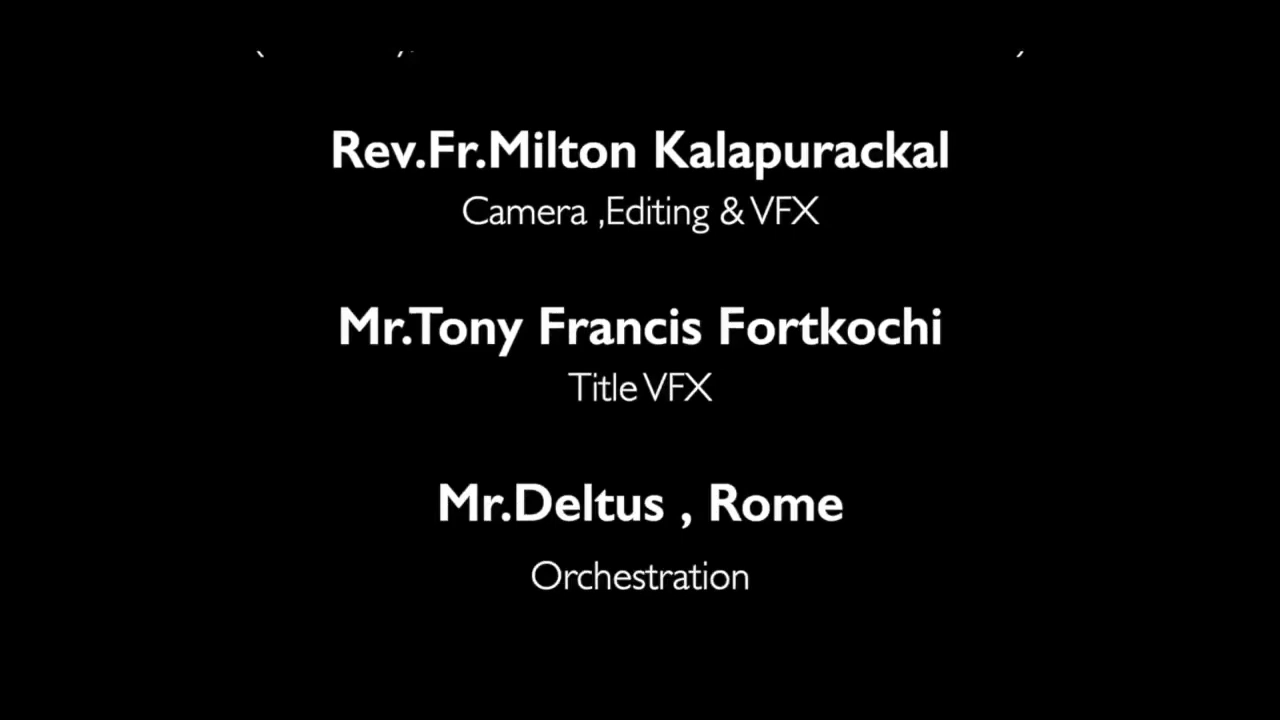 Rev.Fr.Milton Kalapurackal
Camera ,Editing & VFX
Mr.Tony Francis Fortkochi
Title VFX
Mr.Deltus , Rome
Orchestration